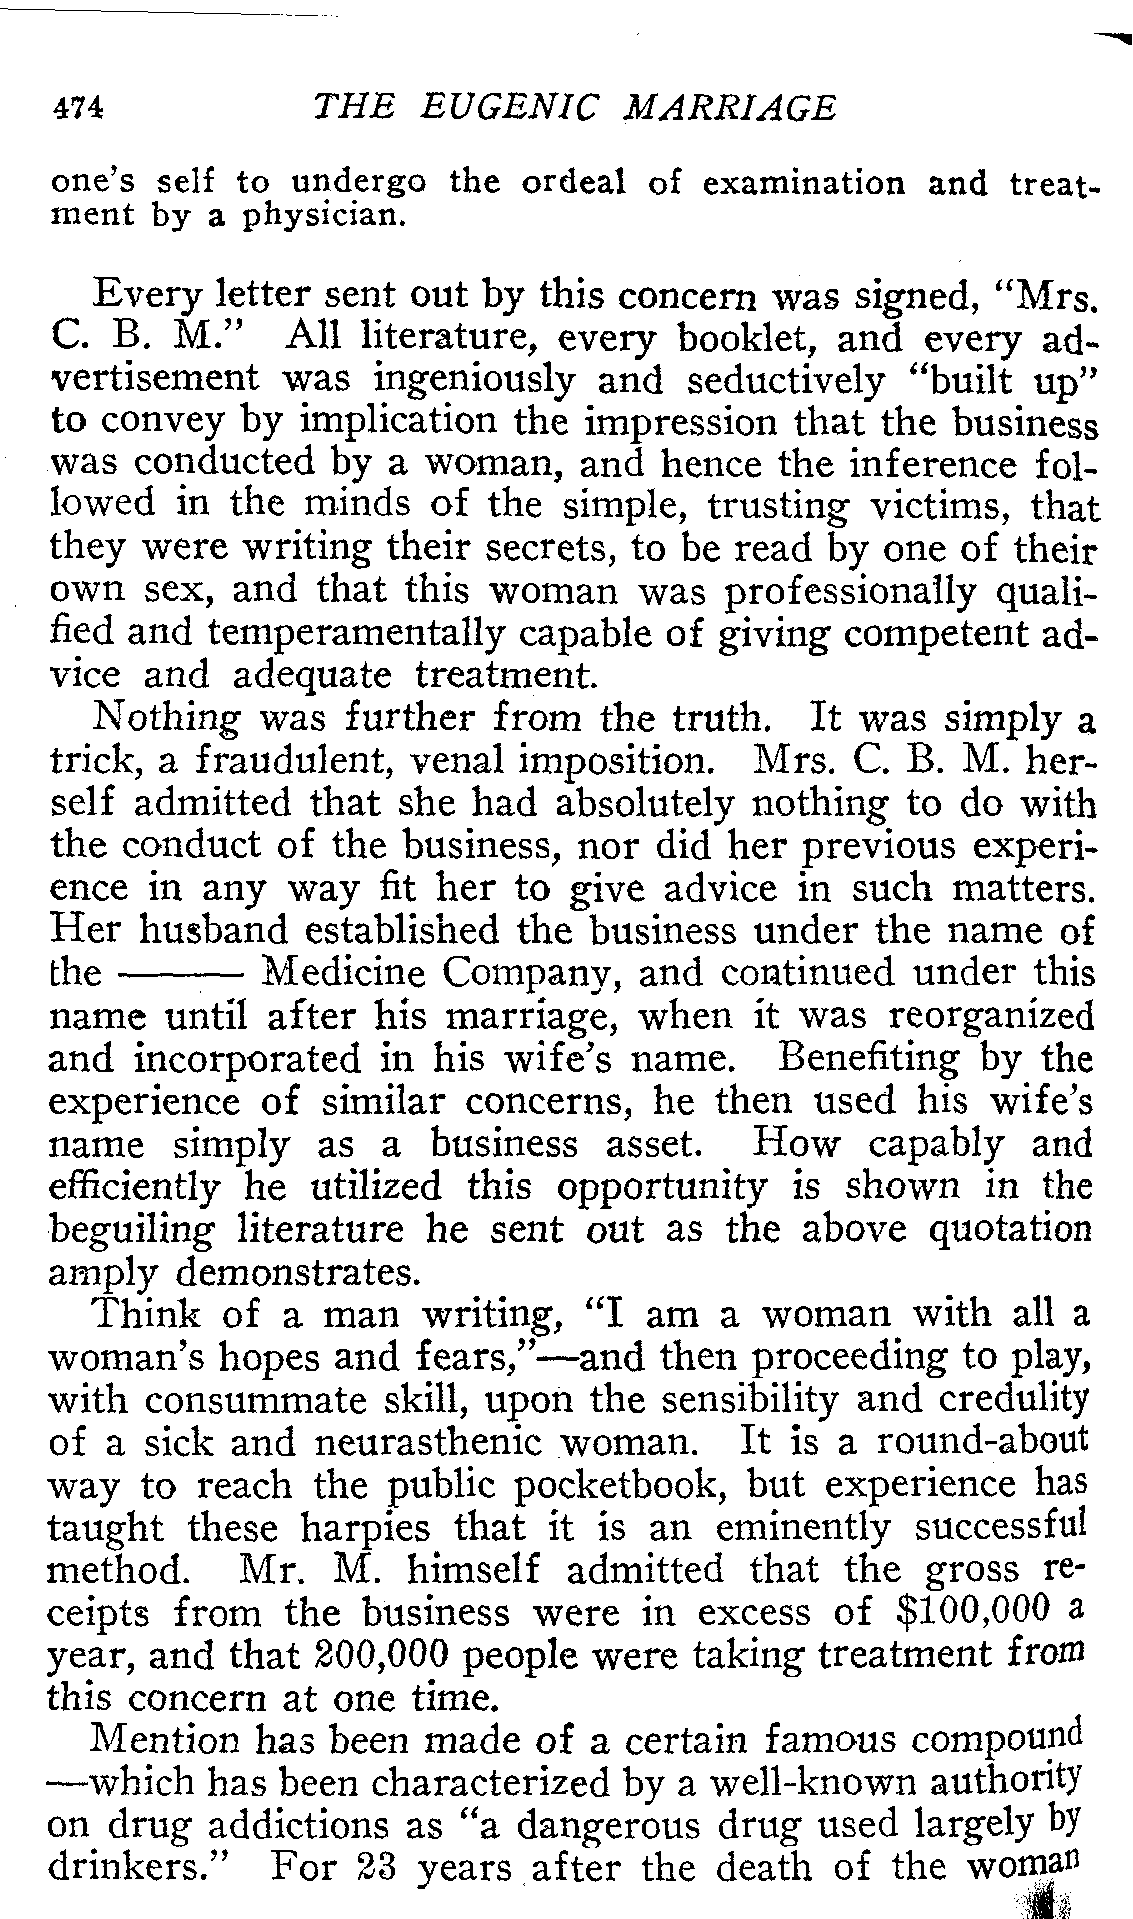 474 THE EUGENIC MARRIAGE
one's self to undergo the ordeal of examination and treat-
ment by a physician.
Every letter sent out by this concern was signed, "Mrs.
C. B. M." All literature, every booklet, and every ad-
vertisement was ingeniously and seductively "built up"
to convey by implication the impression that the business
was conducted by a woman, and hence the inference fol-
lowed in the minds of the simple, trusting victims, that
they were writing their secrets, to be read by one of their
own sex, and that this woman was professionally quali-
fied and temperamentally capable of giving competent ad-
vice and adequate treatment.
Nothing was further from the truth. It was simply a
trick, a fraudulent, venal imposition. Mrs. C. B. M. her-
self admitted that she had absolutely nothing to do with
the conduct of the business, nor did her previous experi-
ence in any way fit her to give advice in such matters.
Her husband established the business under the name of
the ——— Medicine Company, and continued under this
name until after his marriage, when it was reorganized
and incorporated in his wife's name. Benefiting by the
experience of similar concerns, he then used his wife's
name simply as a business asset. How capably and
efficiently he utilized this opportunity is shown in the
beguiling literature he sent out as the above quotation
amply demonstrates.
Think of a man writing, "I am a woman with all a
woman's hopes and fears,"—and then proceeding to play,
with consummate skill, upon the sensibility and credulity
of a sick and neurasthenic woman. It is a round-about
way to reach the public pocketbook, but experience has
taught these harpies that it is an eminently successful
method. Mr. M. himself admitted that the gross re-
ceipts from the business were in excess of $100,000 a
year, and that 200,000 people were taking treatment from
this concern at one time.
Mention has been made of a certain famous compound
—which has been characterized by a well-known authority
on drug addictions as "a dangerous drug used largely by
drinkers." For 23 years after the death of the woman